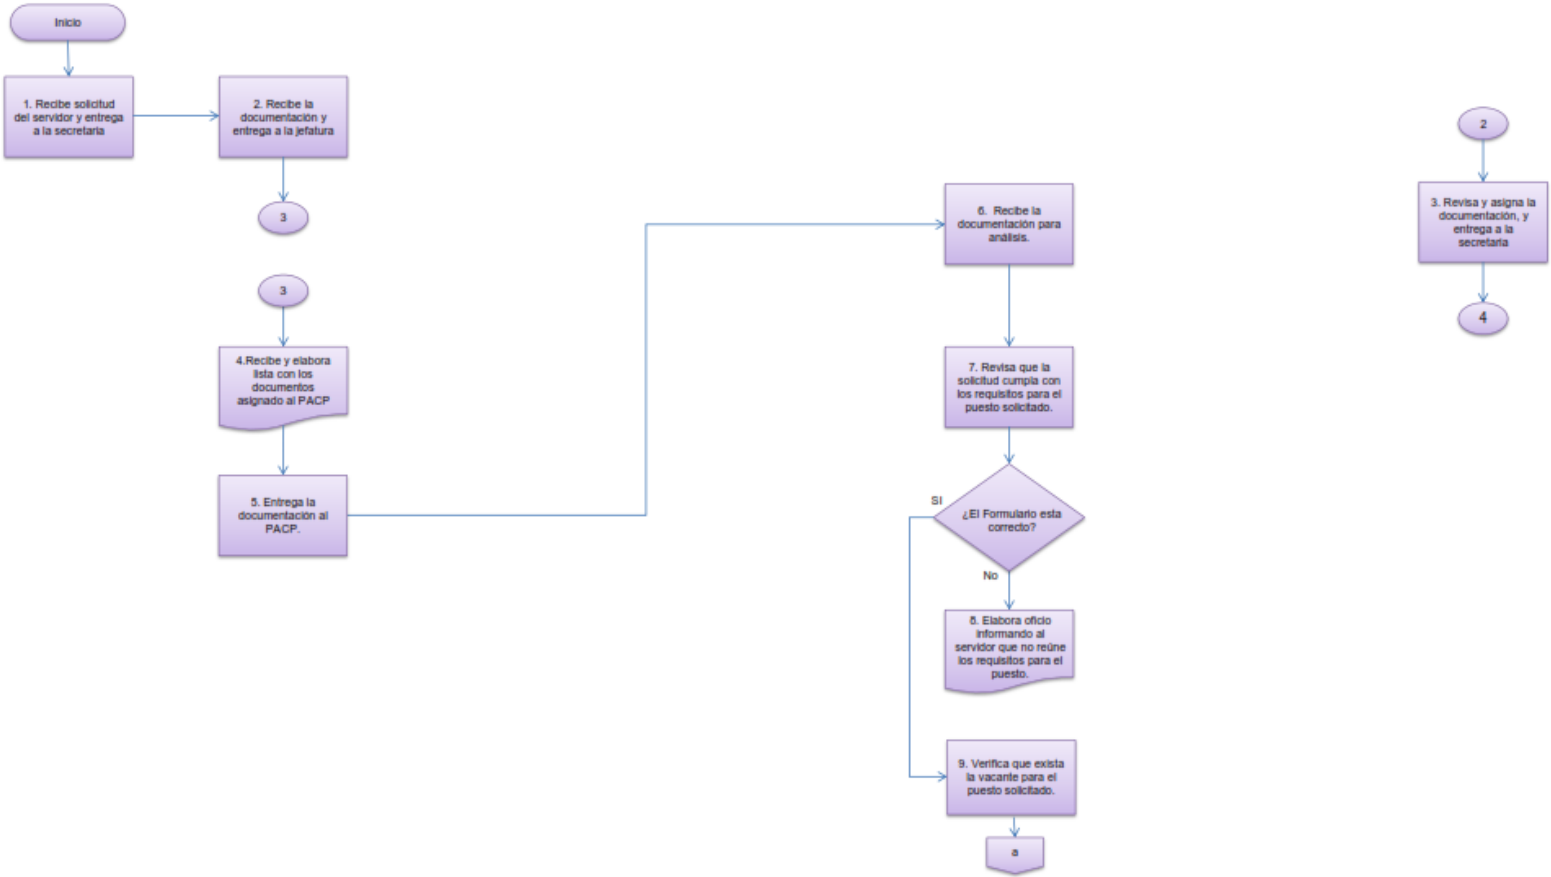 Inicio
1. Recibe solicitud
del servidor y entrega
a la secretaria
2. Recibe la
documentación y
entrega a la jefatura
3
3
4.Recibe y elabora
lista con los
documentos
asignado al PACP
5. Entrega la
documentación al
PACP.
6. Recibe la
documentación para
análisis.
7. Revisa que la
solicitud cumpla con
los requisitos para el
puesto solicitado.
SI
¿El Formulario esta
correcto?
No
8. Elabora oficio
informando al
servidor que no reúne
los requisitos para el
puesto.
9. Verifica que exista
la vacante para el
puesto solicitado.
a
2
3. Revisa y asigna la
documentación, y
entrega a la
secretaria
4